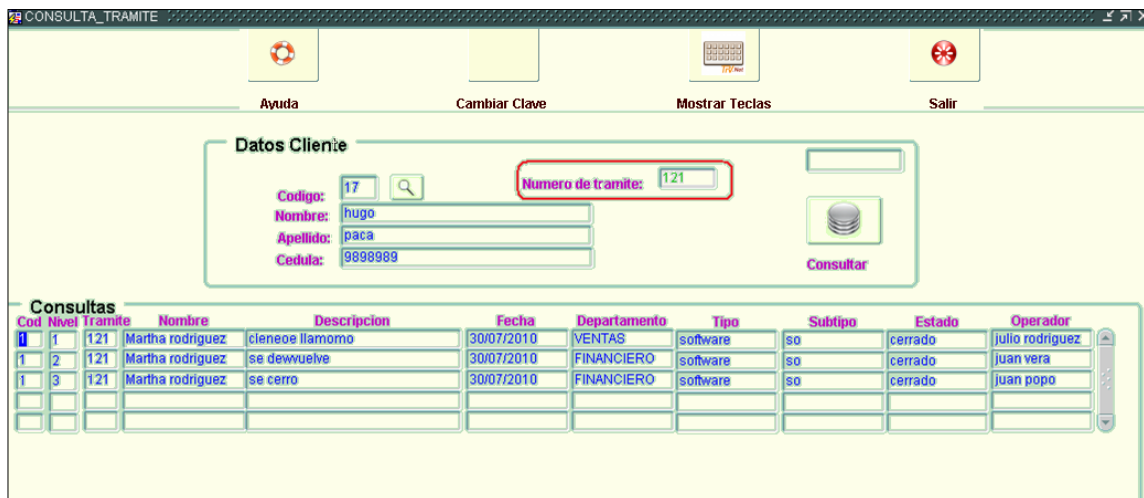 CONSULTA_TRAMITE
Ayuda Cambiar Clave Mostrar Teclas Salir
Datos Cliente
Codigo: 17 Numero de tramite: 121
Nombre: hugo
Apellido: paca
Cedula: 9898989
Consultar
Consultas
Cod Nivel Tramite Nombre Descripcion Fecha Departamento Tipo Subtipo Estado Operador
1 1 121 Martha rodriguez cleneoe llamomo 30/07/2010 VENTAS software so cerrado julio rodriguez
1 2 121 Martha rodriguez se dewvuelve 30/07/2010 FINANCIERO software so cerrado juan vera
1 3 121 Martha rodriguez se cerro 30/07/2010 FINANCIERO software so cerrado juan popo